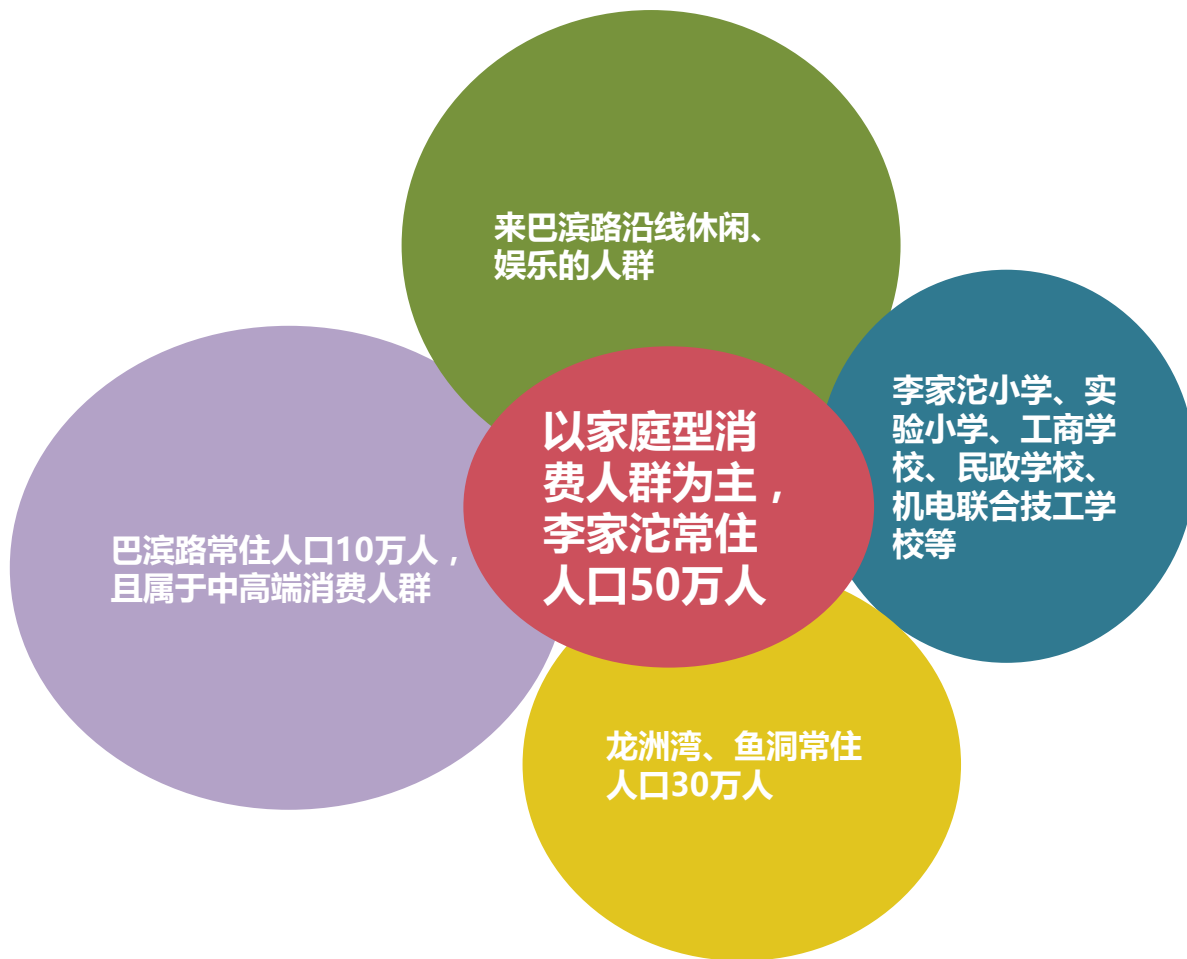 来巴滨路沿线休闲、
娱乐的人群
李家沱小学、实
验小学、工商学
校、民政学校、
机电联合技工学
校等
以家庭型消
费人群为主，
李家沱常住
人口50万人
巴滨路常住人口10万人，
且属于中高端消费人群
龙洲湾、鱼洞常住
人口30万人